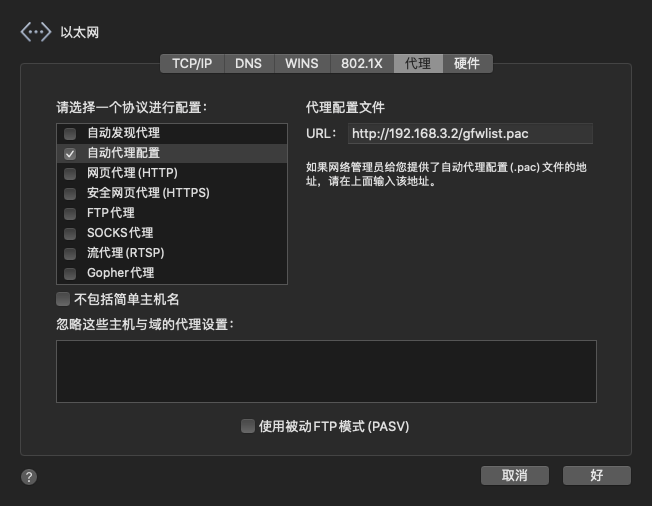 以太网
TCP/IP DNS WINS 802.1X 代理 硬件
请选择一个协议进行配置：
自动发现代理
自动代理配置
网页代理 (HTTP)
安全网页代理 (HTTPS)
FTP代理
SOCKS代理
流代理 (RTSP)
Gopher代理
不包括简单主机名
代理配置文件
URL： http://192.168.3.2/gfwlist.pac
如果网络管理员给您提供了自动代理配置 (.pac) 文件的地
址，请在上面输入该地址。
忽略这些主机与域的代理设置：
使用被动FTP模式 (PASV)
?
取消 好